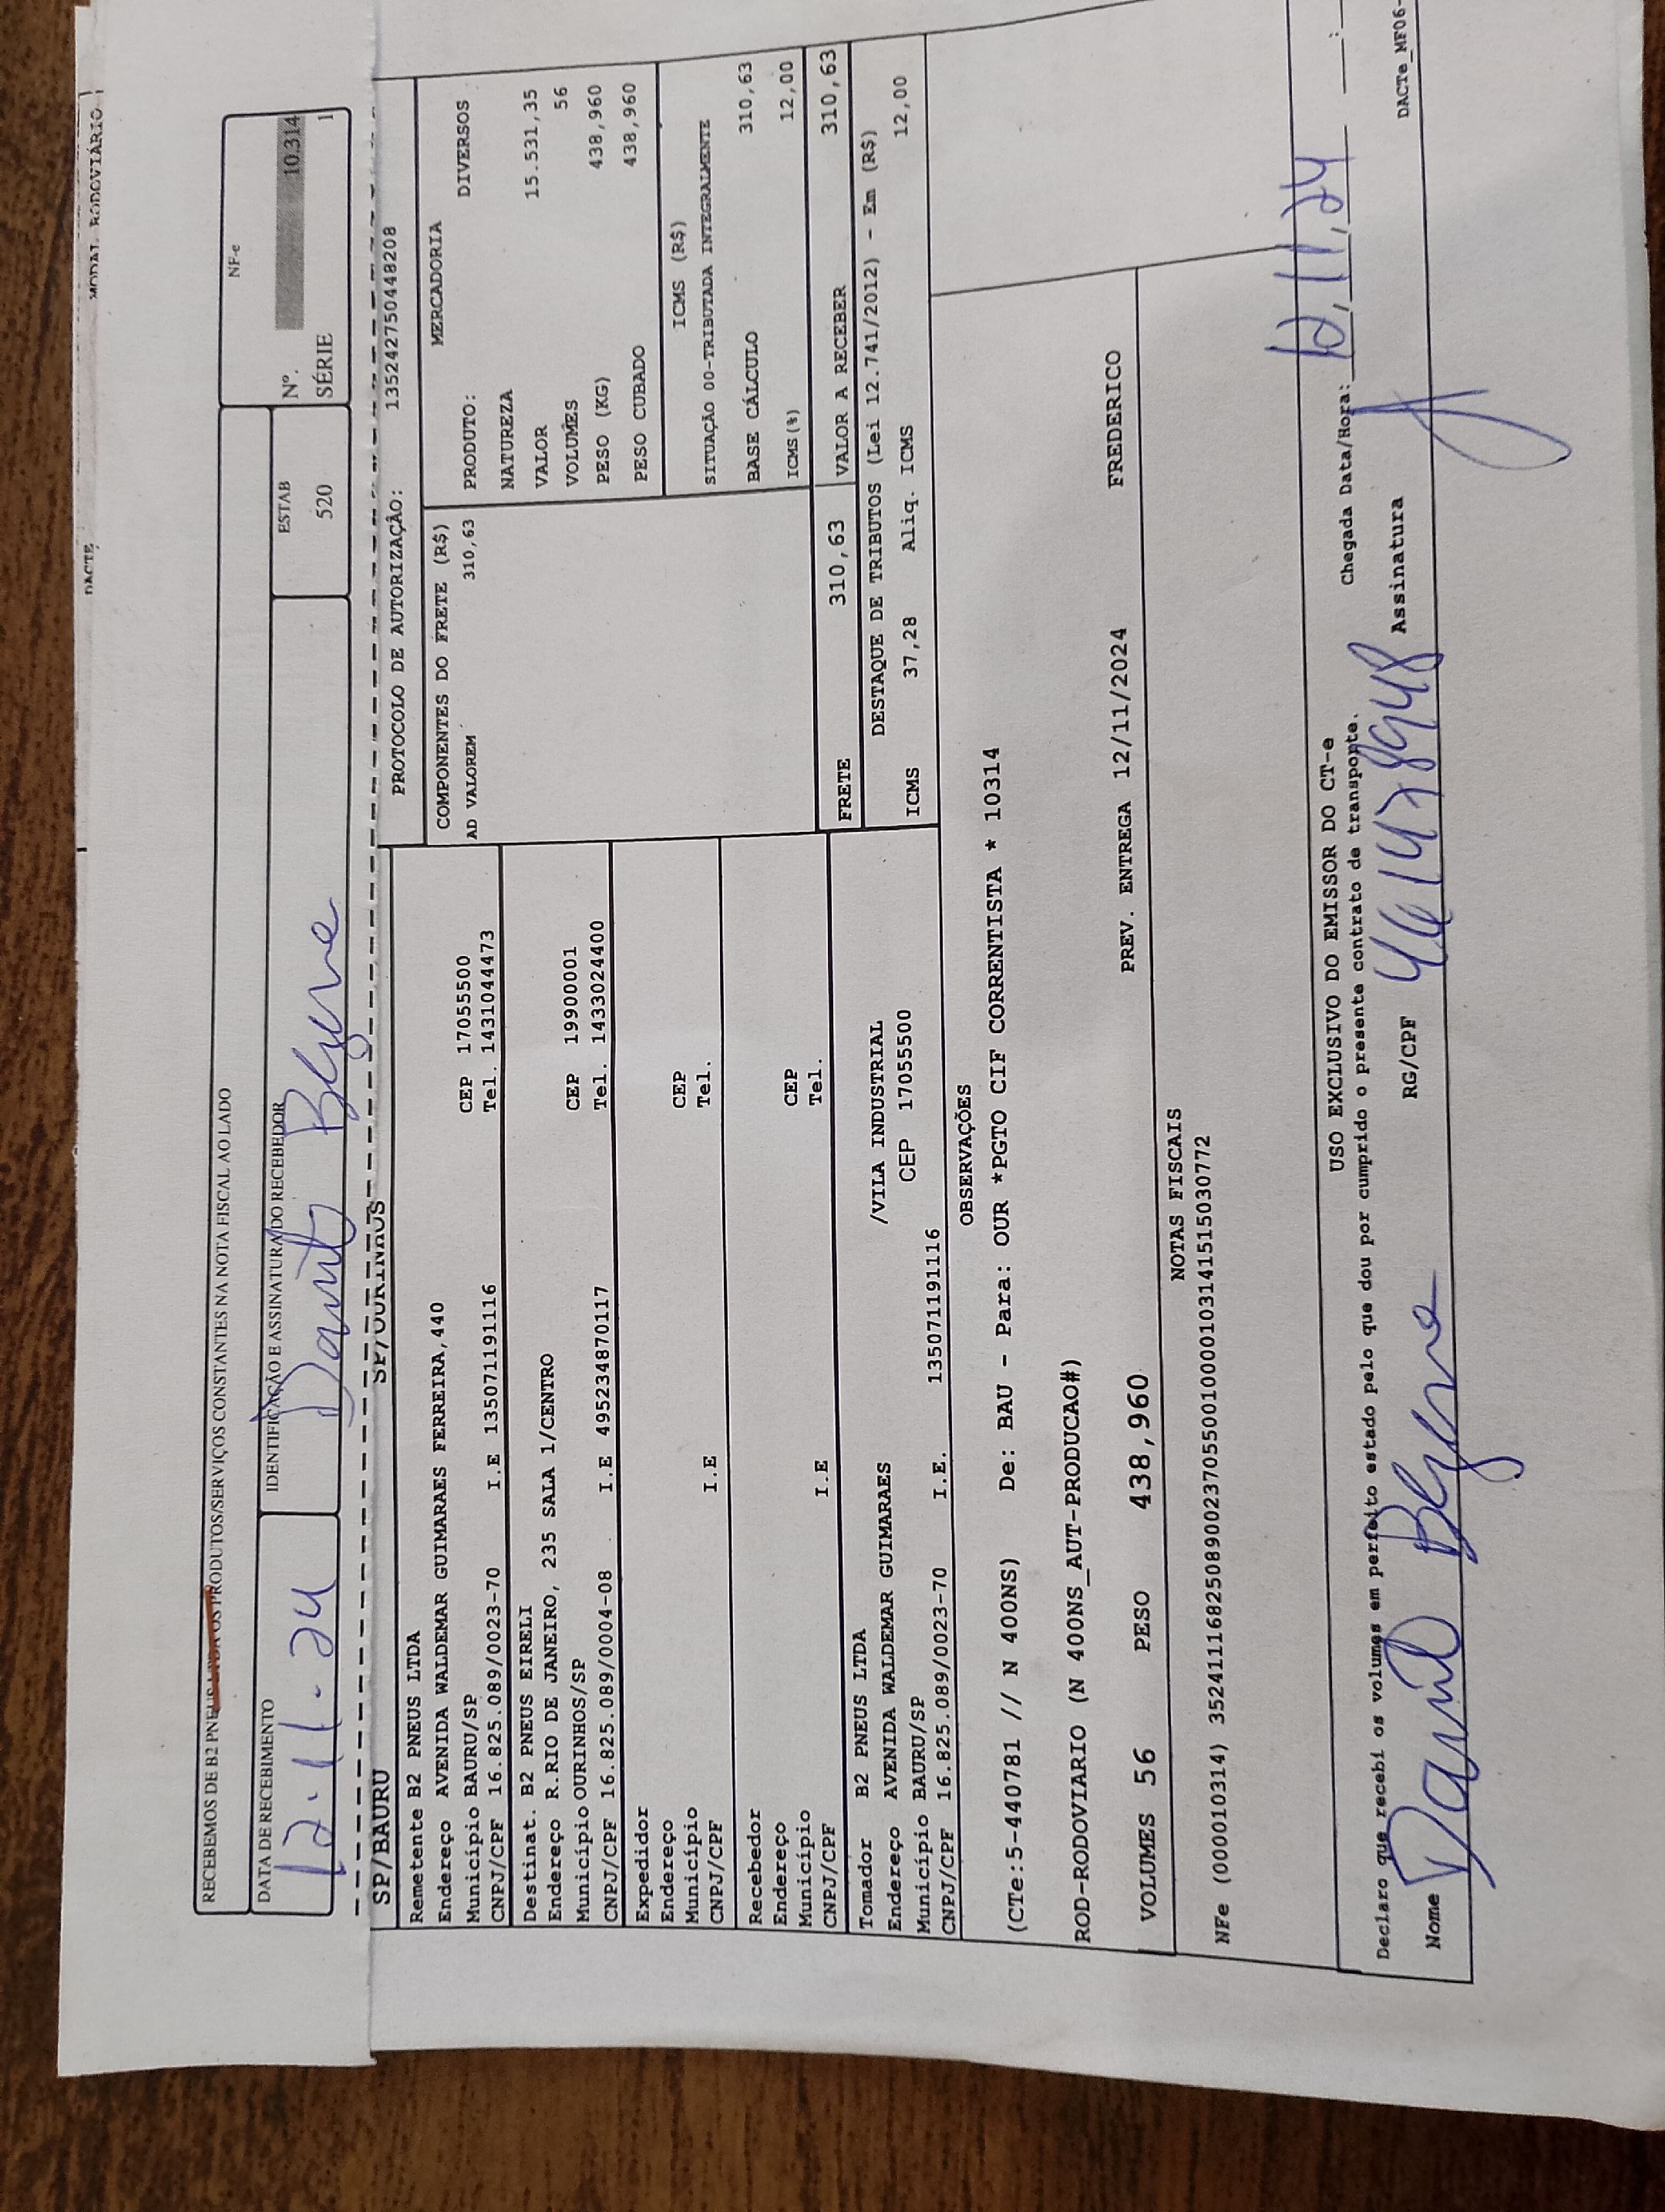 DACTE
MODAL RODOVIÁRIO
RECEBEMOS DE B2 PNEUS LTDA OS PRODUTOS/SERVIÇOS CONSTANTES NA NOTA FISCAL AO LADO
NF-e
DATA DE RECEBIMENTO
IDENTIFICAÇÃO E ASSINATURA DO RECEBEDOR
ESTAB
Nº. 10.314
12.11.24
520
SÉRIE 1
SP/BAURU
SP/OURINHOS
PROTOCOLO DE AUTORIZAÇÃO: 135242750448208
Remetente B2 PNEUS LTDA
Endereço AVENIDA WALDEMAR GUIMARAES FERREIRA,440
Município BAURU/SP CEP 17055500
CNPJ/CPF 16.825.089/0023-70 I.E 135071191116 Tel. 1431044473
Destinat. B2 PNEUS EIRELI
Endereço R.RIO DE JANEIRO, 235 SALA 1/CENTRO
Município OURINHOS/SP CEP 19900001
CNPJ/CPF 16.825.089/0004-08 I.E 495234870117 Tel. 1433024400
Expedidor
Endereço
Município CEP
CNPJ/CPF I.E Tel.
Recebedor
Endereço
Município CEP
CNPJ/CPF I.E Tel.
Tomador B2 PNEUS LTDA
Endereço AVENIDA WALDEMAR GUIMARAES /VILA INDUSTRIAL
Município BAURU/SP CEP 17055500
CNPJ/CPF 16.825.089/0023-70 I.E. 135071191116
COMPONENTES DO FRETE (R$)
AD VALOREM 310,63
MERCADORIA
PRODUTO: DIVERSOS
NATUREZA
VALOR 15.531,35
VOLUMES 56
PESO (KG) 438,960
PESO CUBADO 438,960
ICMS (R$)
SITUAÇÃO 00-TRIBUTADA INTEGRALMENTE
BASE CÁLCULO 310,63
ICMS(%) 12,00
FRETE 310,63 VALOR A RECEBER 310,63
DESTAQUE DE TRIBUTOS (Lei 12.741/2012) - Em (R$)
ICMS 37,28 Aliq. ICMS 12,00
OBSERVAÇÕES
(CTe:5-440781 // N 400NS) De: BAU - Para: OUR *PGTO CIF CORRENTISTA * 10314
ROD-RODOVIARIO (N 400NS_AUT-PRODUCAO#)
VOLUMES 56 PESO 438,960 PREV. ENTREGA 12/11/2024 FREDERICO
NOTAS FISCAIS
NFe (000010314) 35241116825089002370550010000103141515030772
USO EXCLUSIVO DO EMISSOR DO CT-e
Declaro que recebi os volumes em perfeito estado pelo que dou por cumprido o presente contrato de transporte. Chegada Data/Hora: 12,11,24 :
Nome RG/CPF Assinatura
DACTe_MF06-